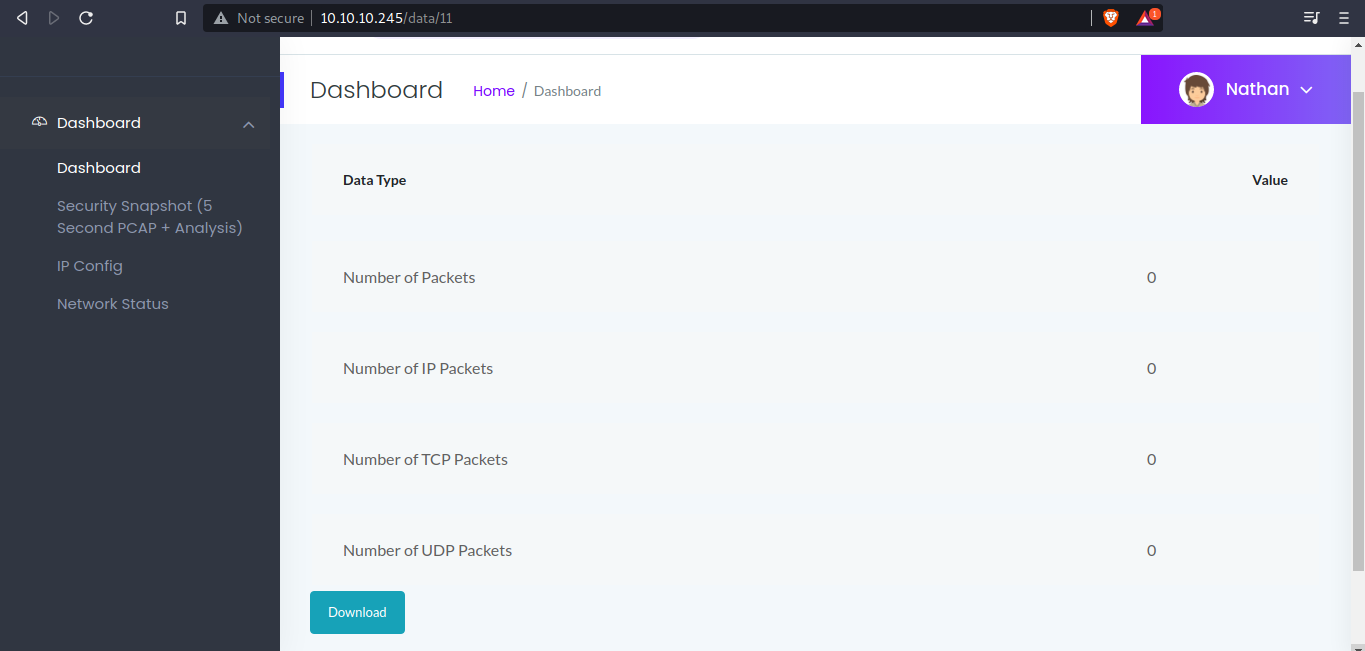 Not secure 10.10.10.245/data/11
1
Dashboard Home / Dashboard
Nathan
Dashboard
Dashboard
Security Snapshot (5
Second PCAP + Analysis)
IP Config
Network Status
Data Type Value
Number of Packets 0
Number of IP Packets 0
Number of TCP Packets 0
Number of UDP Packets 0
Download